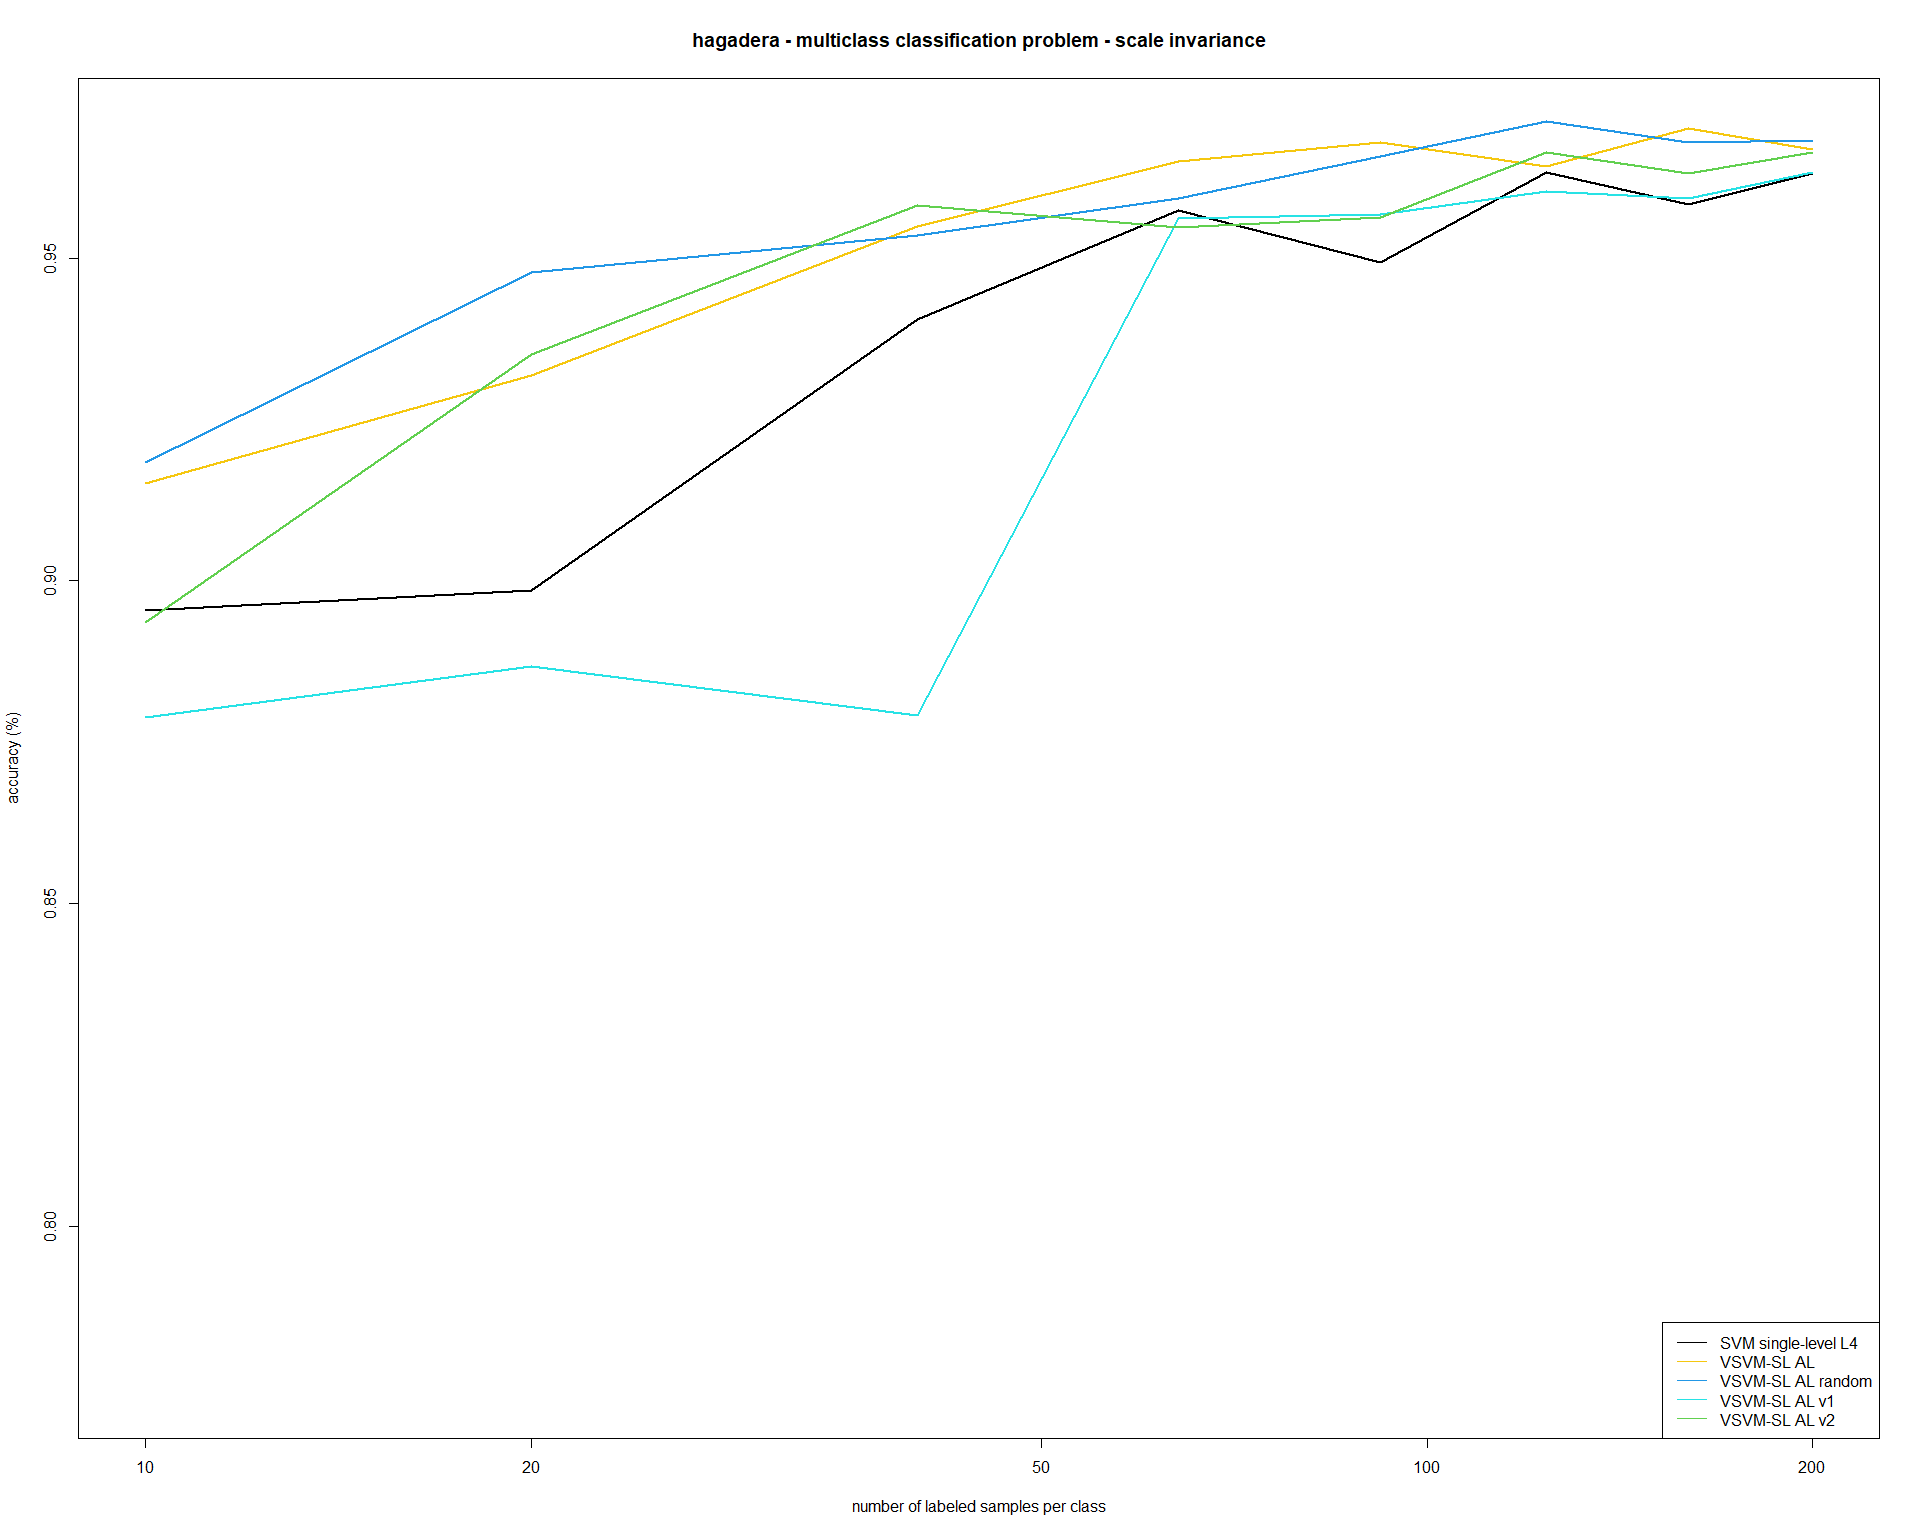 hagadera - multiclass classification problem - scale invariance
accuracy (%)
0.95
0.90
0.85
0.80
10
20
50
100
200
number of labeled samples per class
SVM single-level L4
VSVM-SL AL
VSVM-SL AL random
VSVM-SL AL v1
VSVM-SL AL v2